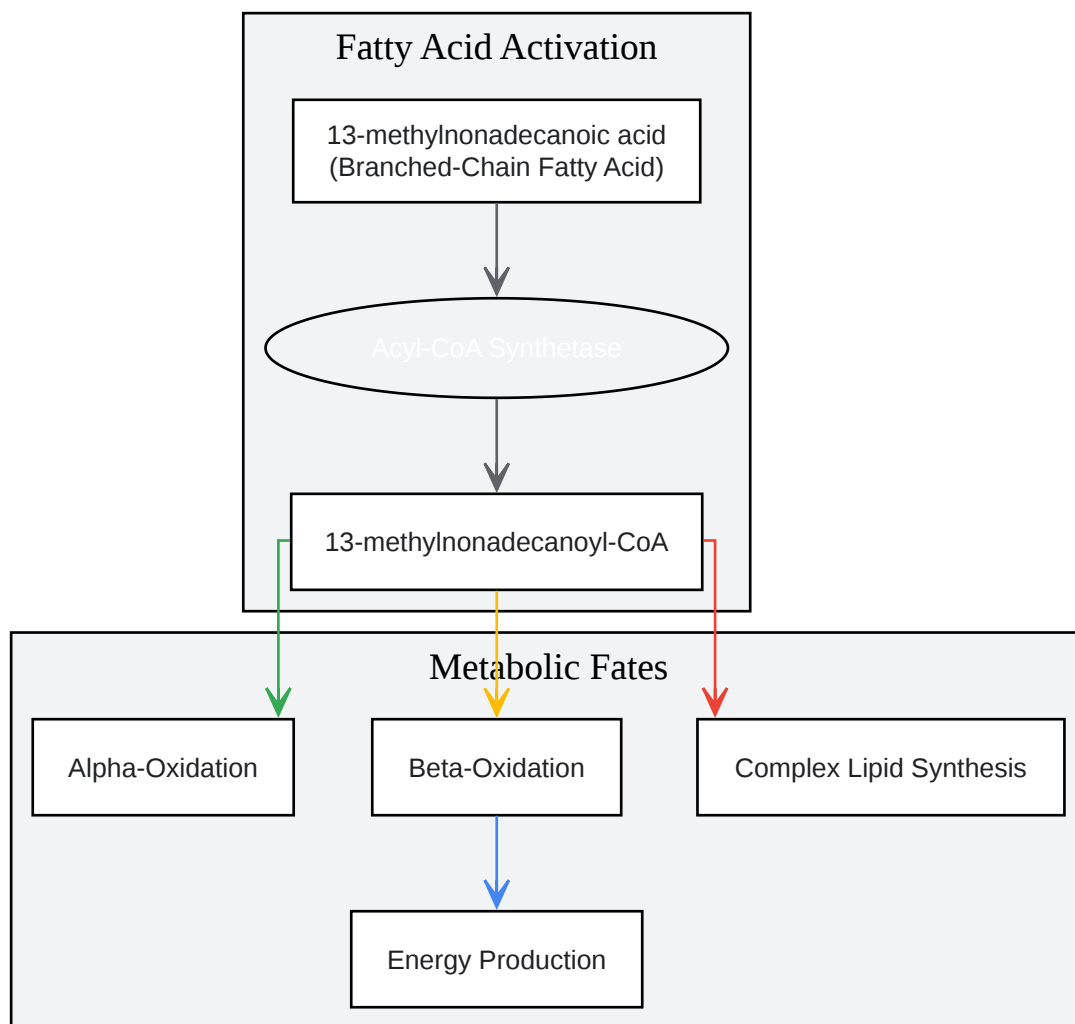 Fatty Acid Activation
13-methylnonadecanoic acid
(Branched-Chain Fatty Acid)
Acyl-CoA Synthetase
13-methylnonadecanoyl-CoA
Metabolic Fates
Alpha-Oxidation
Beta-Oxidation
Complex Lipid Synthesis
Energy Production